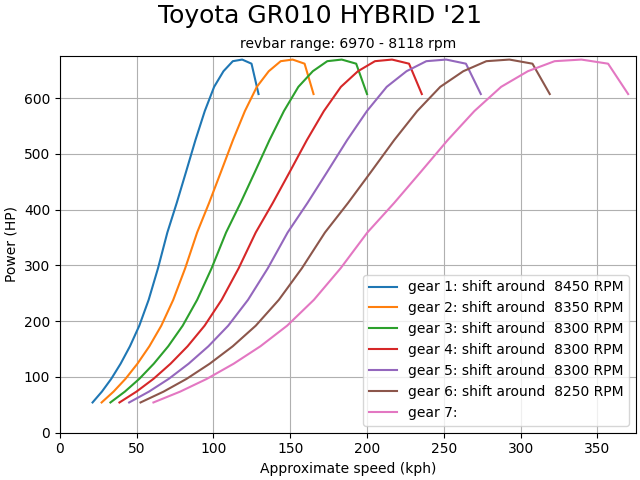 Toyota GR010 HYBRID '21
revbar range: 6970 - 8118 rpm
Power (HP)
600
500
400
300
200
100
0
gear 1: shift around  8450 RPM
gear 2: shift around  8350 RPM
gear 3: shift around  8300 RPM
gear 4: shift around  8300 RPM
gear 5: shift around  8300 RPM
gear 6: shift around  8250 RPM
gear 7:
0 50 100 150 200 250 300 350
Approximate speed (kph)